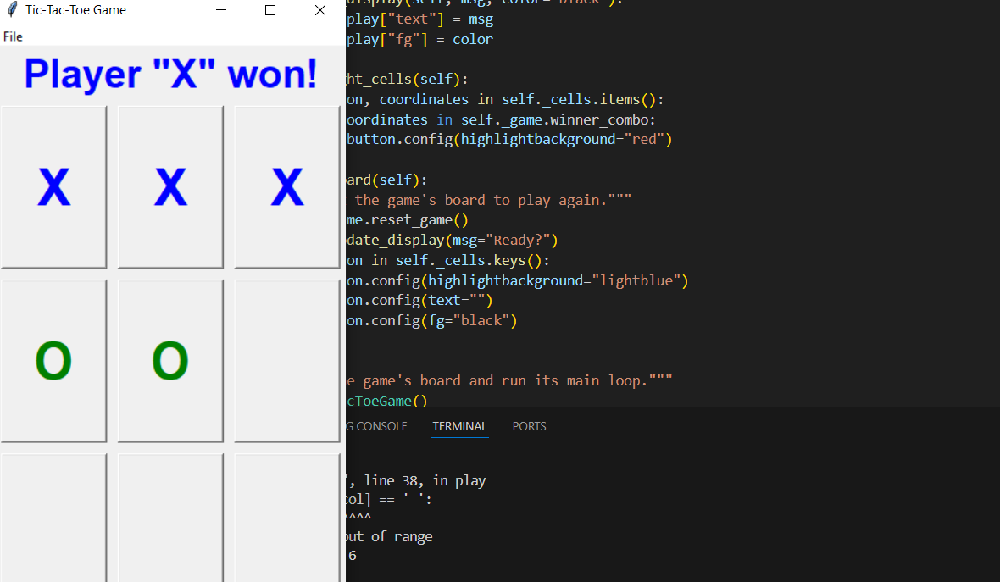 Tic-Tac-Toe Game
File
Player "X" won!
X X X
O O
display(self, msg, color="black"):
play["text"] = msg
play["fg"] = color
ght_cells(self):
on, coordinates in self._cells.items():
oordinates in self._game.winner_combo:
button.config(highlightbackground="red")
ard(self):
the game's board to play again."""
me.reset_game()
date_display(msg="Ready?")
on in self._cells.keys():
on.config(highlightbackground="lightblue")
on.config(text="")
on.config(fg="black")
e game's board and run its main loop."""
cToeGame()
G CONSOLE TERMINAL PORTS
", line 38, in play
col] == ' ':
^^^^
out of range
6